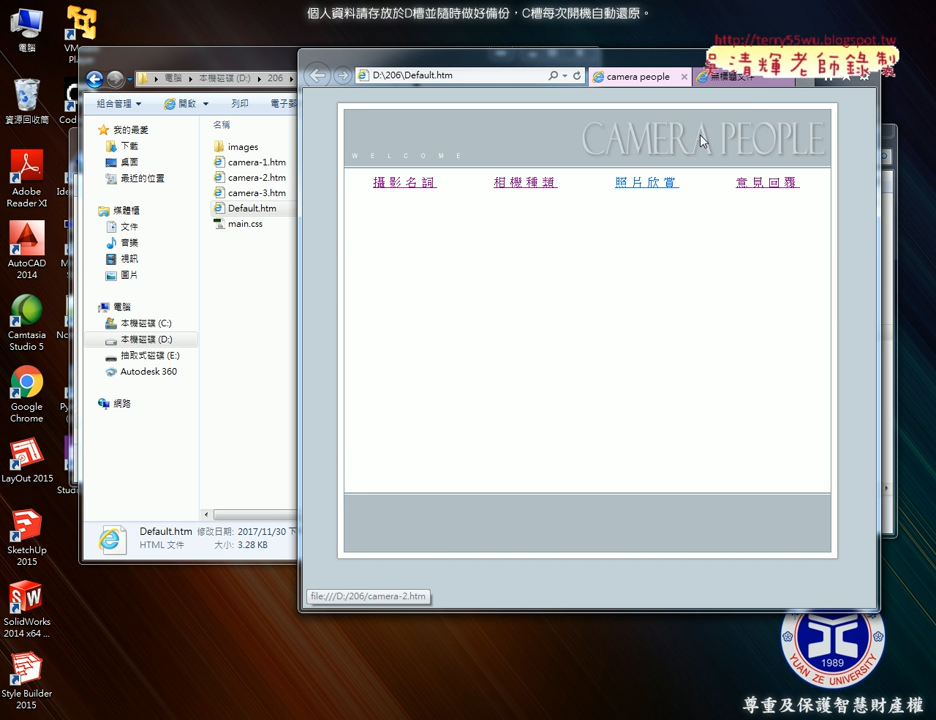 個人資料請存放於D槽並隨時做好備份，C槽每次開機自動還原。
http://terry55wu.blogspot.tw
吳清輝老師錄製
電腦
VM
資源回收筒
Cod
Adobe
Reader XI
AutoCAD
2014
Camtasia
Studio 5
Google
Chrome
LayOut 2015
SketchUp
2015
SolidWorks
2014 x64 ...
Style Builder
2015
電腦 ▸ 本機磁碟 (D:) ▸ 206 ▸
組合管理 ▼
開啟 ▼
列印
電子郵
我的最愛
下載
桌面
最近的位置
媒體櫃
文件
音樂
視訊
圖片
電腦
本機磁碟 (C:)
本機磁碟 (D:)
抽取式磁碟 (E:)
Autodesk 360
網路
名稱
images
camera-1.htm
camera-2.htm
camera-3.htm
Default.htm
main.css
Default.htm 修改日期: 2017/11/30 下
HTML 文件 大小: 3.28 KB
D:\206\Default.htm
camera people
無標題文件
WELCOME
CAMERA PEOPLE
攝影名詞 相機種類 照片欣賞 意見回覆
file:///D:/206/camera-2.htm
1989
YUAN ZE UNIVERSITY
尊重及保護智慧財產權